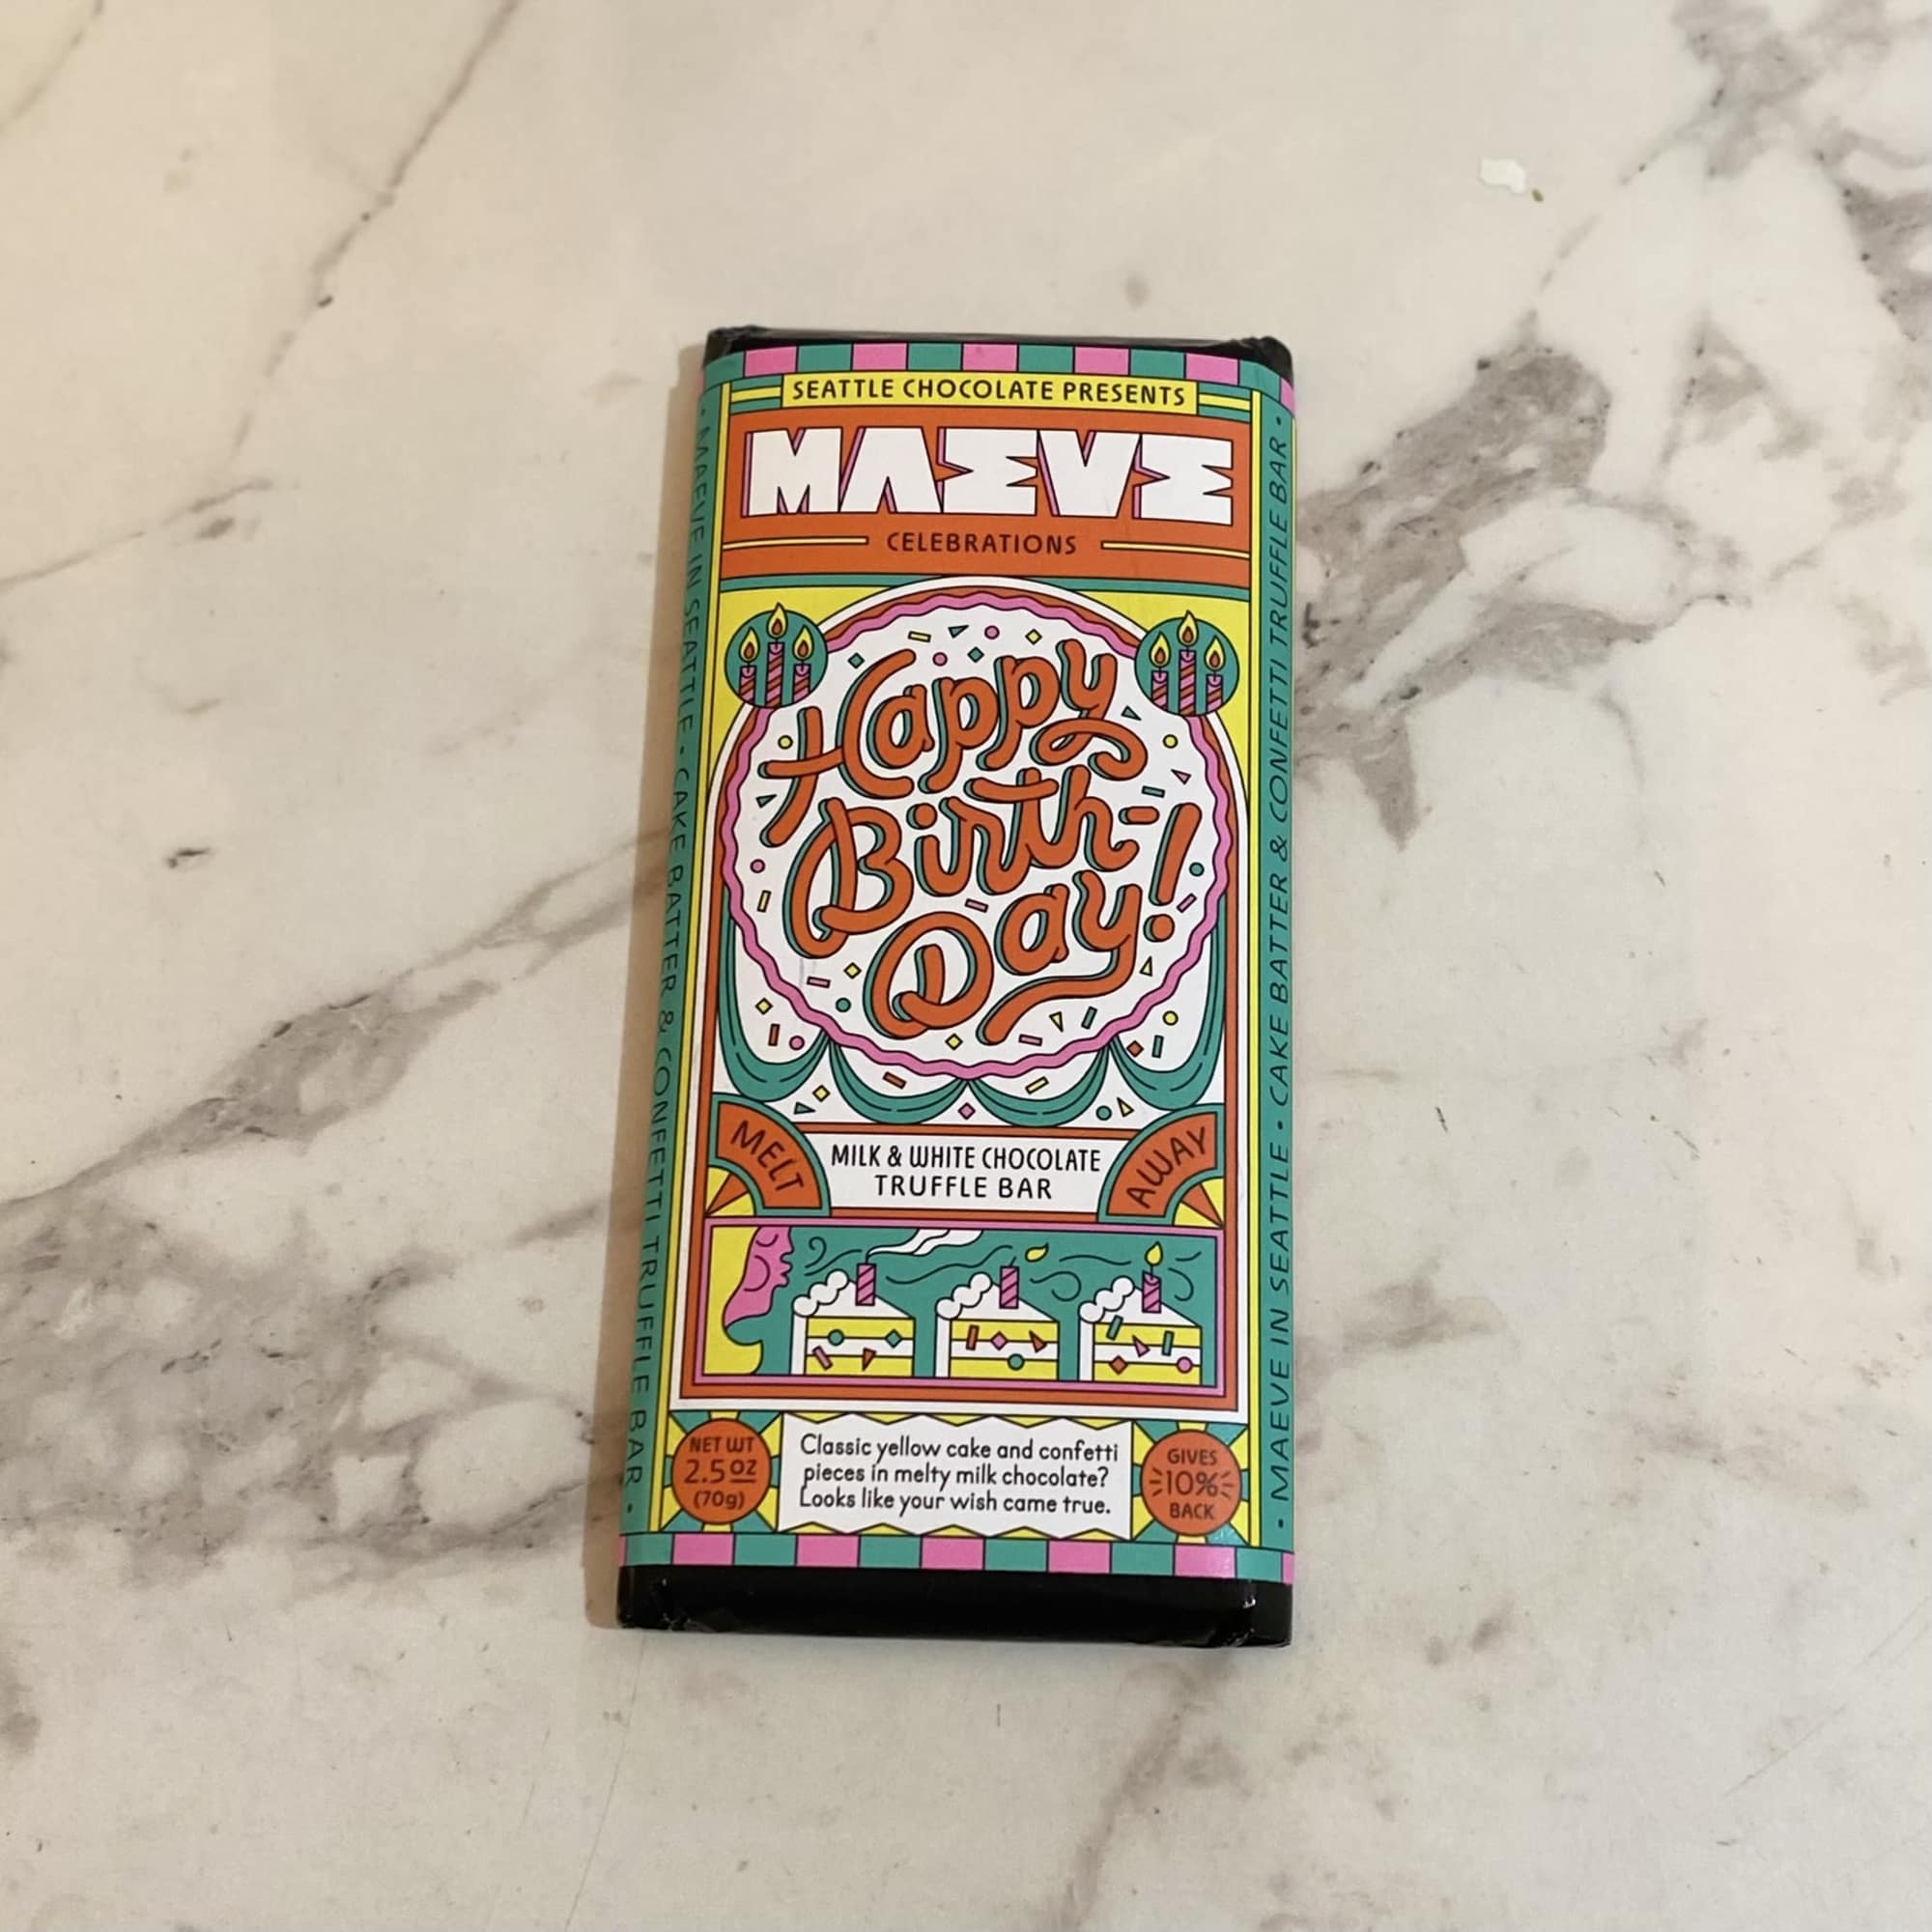 SEATTLE CHOCOLATE PRESENTS
MAEVE
CELEBRATIONS
Happy
Birth-
Day!
MELT
MILK & WHITE CHOCOLATE
TRUFFLE BAR
AWAY
NET WT
2.5 OZ
(70g)
Classic yellow cake and confetti
pieces in melty milk chocolate?
Looks like your wish came true.
GIVES
10%
BACK
• MAEVE IN SEATTLE • CAKE BATTER & CONFETTI TRUFFLE BAR •
• MAEVE IN SEATTLE • CAKE BATTER & CONFETTI TRUFFLE BAR •